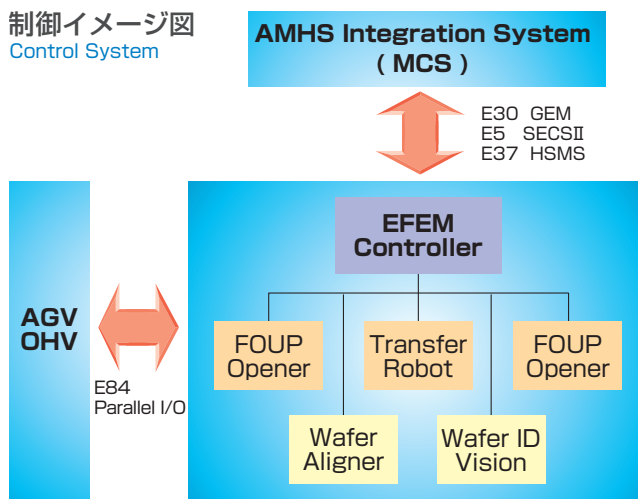 制御イメージ図
Control System
AMHS Integration System
( MCS )
E30 GEM
E5 SECSⅡ
E37 HSMS
EFEM
Controller
AGV
OHV
E84
Parallel I/O
FOUP
Opener
Transfer
Robot
FOUP
Opener
Wafer
Aligner
Wafer ID
Vision